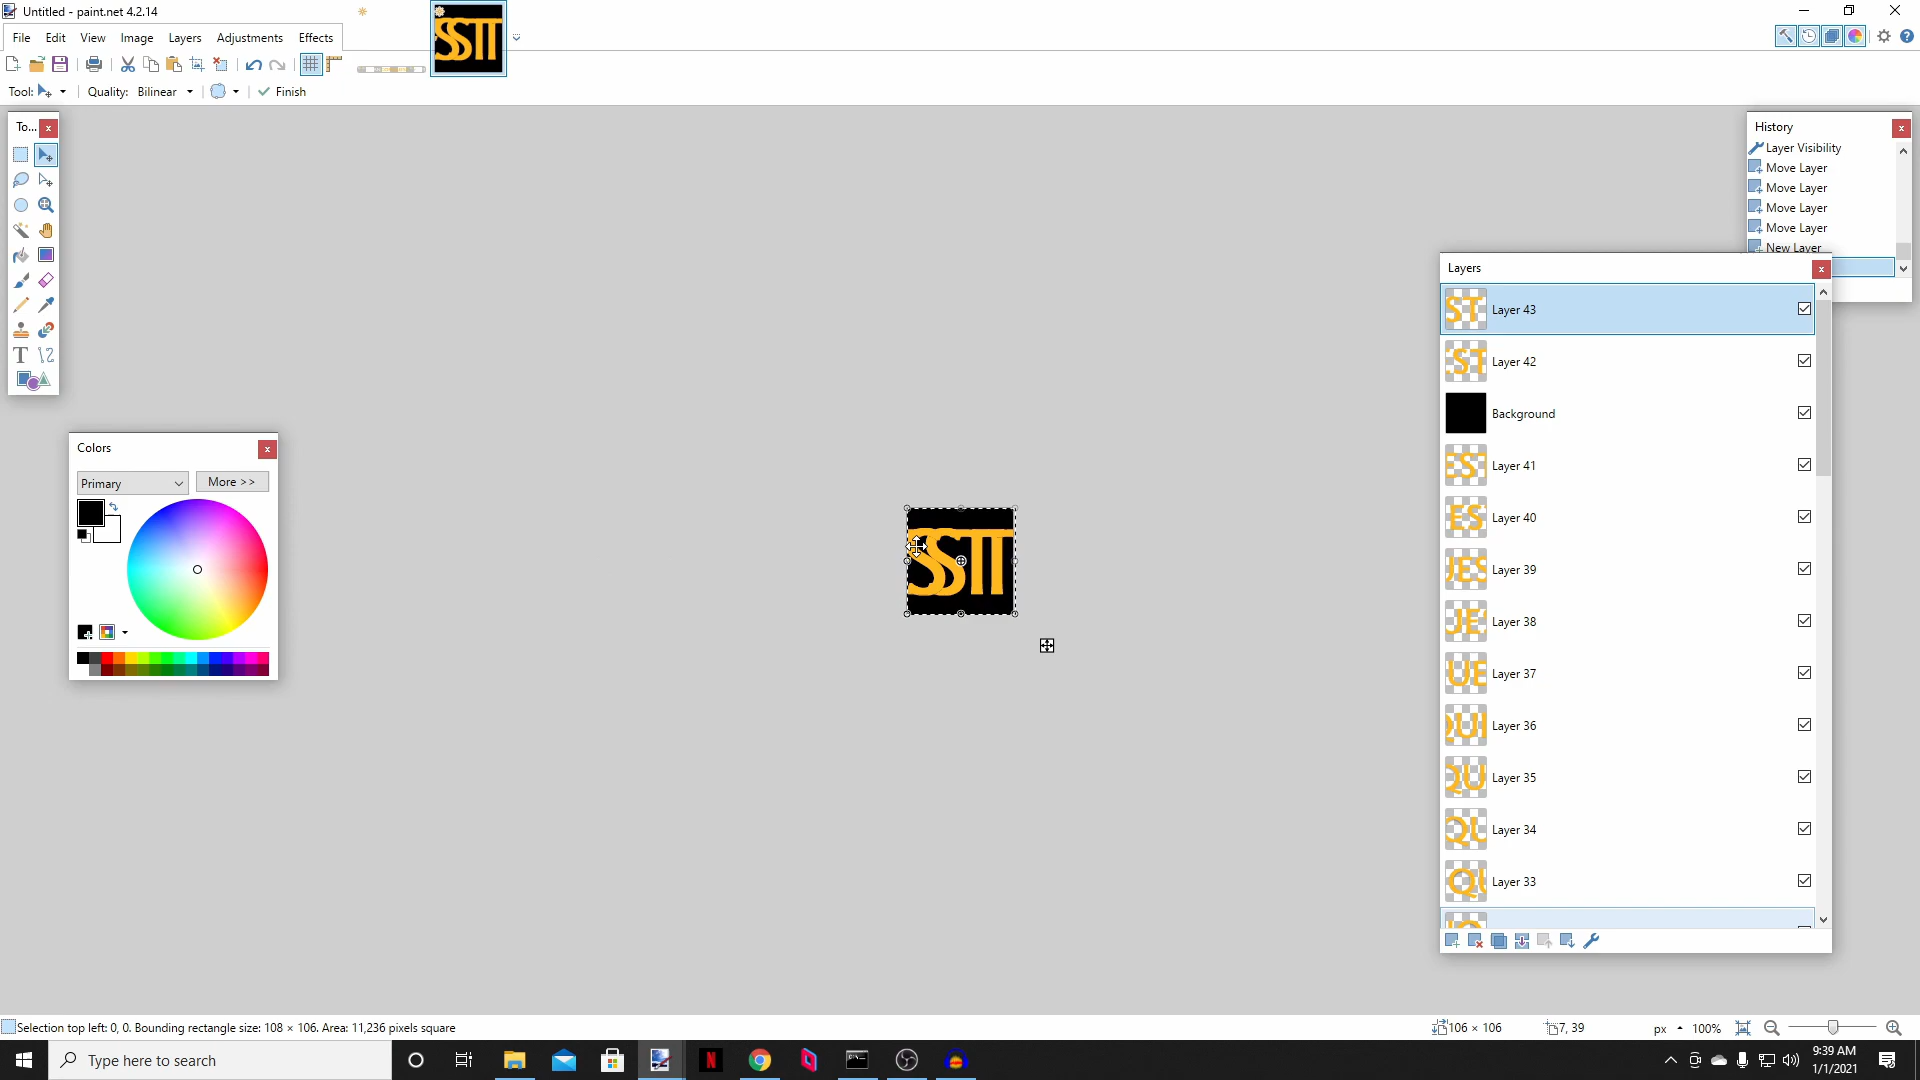 Untitled - paint.net 4.2.14
File Edit View Image Layers Adjustments Effects
Tool: Quality: Bilinear Finish
To...
History
Layer Visibility
Move Layer
Move Layer
Move Layer
Move Layer
New Layer
Layers
Layer 43
Layer 42
Background
Layer 41
Layer 40
Layer 39
Layer 38
Layer 37
Layer 36
Layer 35
Layer 34
Layer 33
Colors
Primary More >>
SSTT
Selection top left: 0, 0. Bounding rectangle size: 108 × 106. Area: 11,236 pixels square
106 × 106 7, 39 px 100%
Type here to search
9:39 AM
1/1/2021